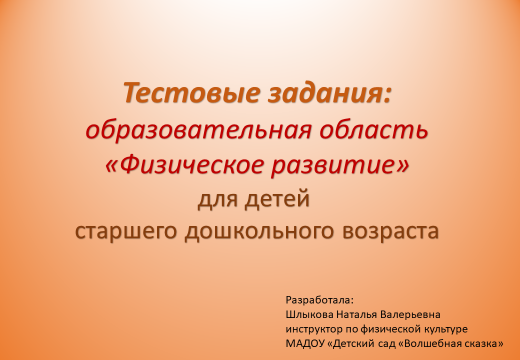 Тестовые задания:
образовательная область
«Физическое развитие»
для детей
старшего дошкольного возраста
Разработала:
Шлыкова Наталья Валерьевна
инструктор по физической культуре
МАДОУ «Детский сад «Волшебная сказка»